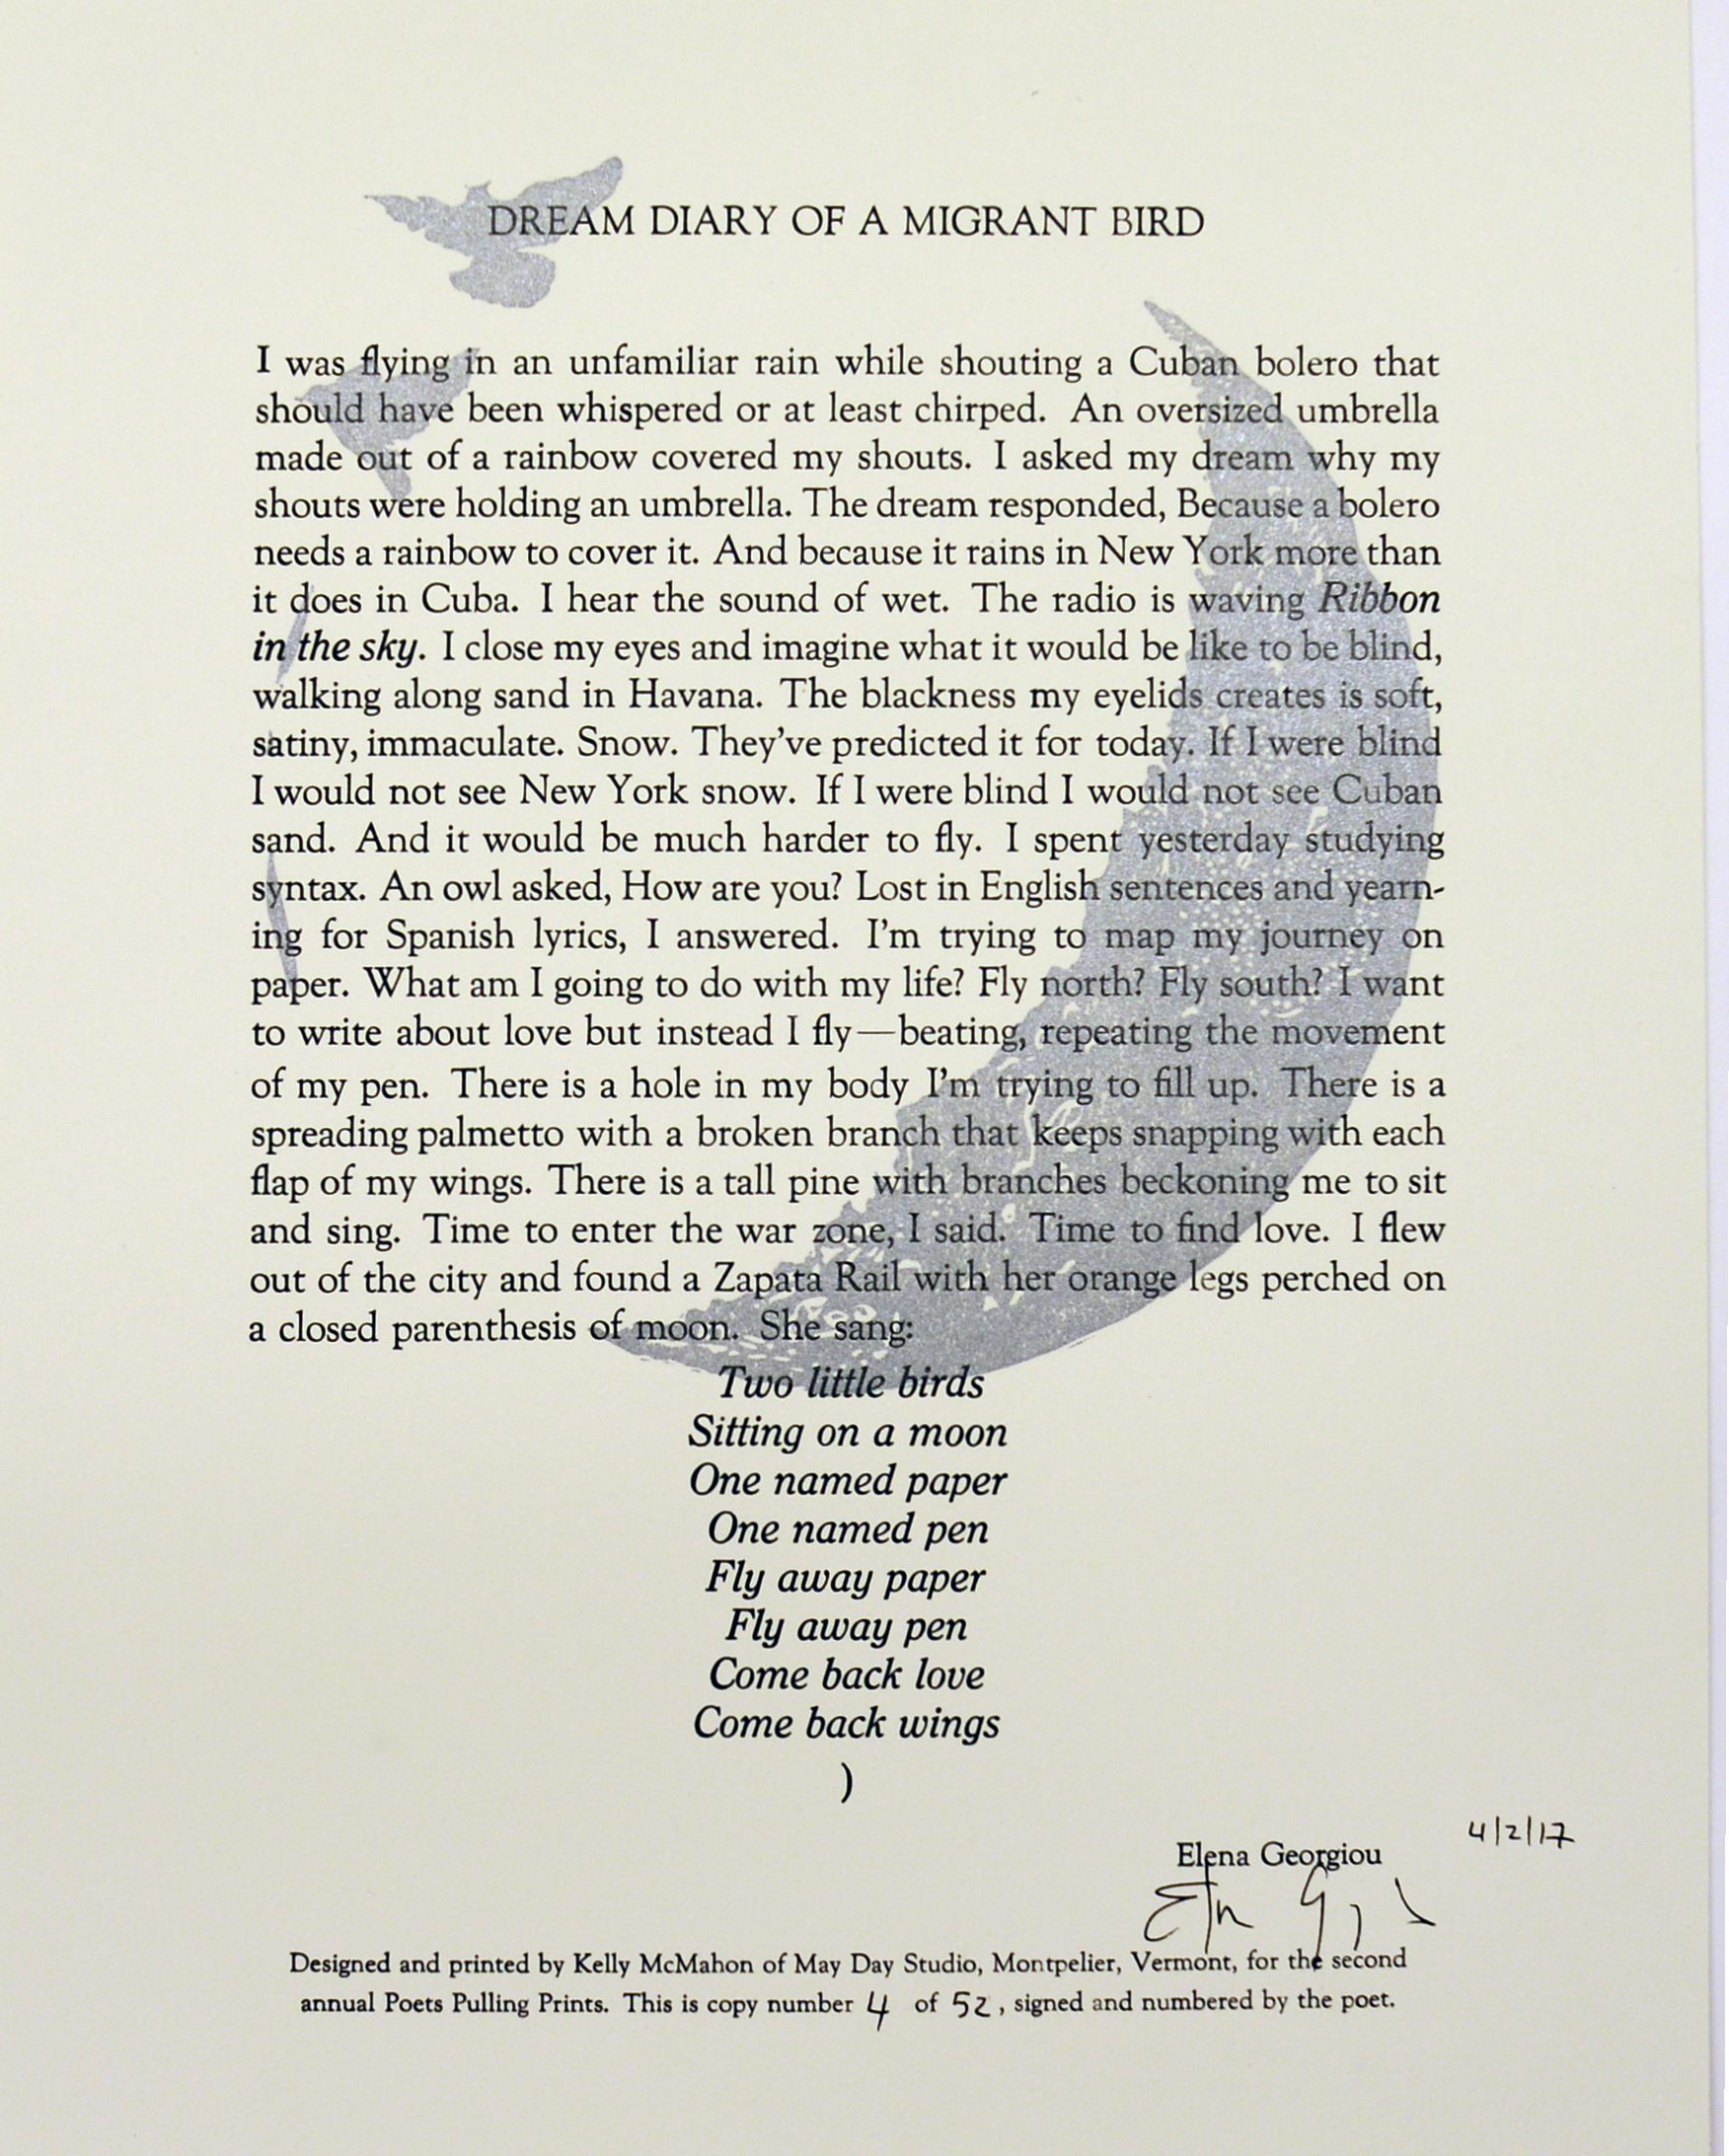 DREAM DIARY OF A MIGRANT BIRD
I was flying in an unfamiliar rain while shouting a Cuban bolero that
should have been whispered or at least chirped. An oversized umbrella
made out of a rainbow covered my shouts. I asked my dream why my
shouts were holding an umbrella. The dream responded, Because a bolero
needs a rainbow to cover it. And because it rains in New York more than
it does in Cuba. I hear the sound of wet. The radio is waving Ribbon
in the sky. I close my eyes and imagine what it would be like to be blind,
walking along sand in Havana. The blackness my eyelids creates is soft,
satiny, immaculate. Snow. They've predicted it for today. If I were blind
I would not see New York snow. If I were blind I would not see Cuban
sand. And it would be much harder to fly. I spent yesterday studying
syntax. An owl asked, How are you? Lost in English sentences and yearn-
ing for Spanish lyrics, I answered. I'm trying to map my journey on
paper. What am I going to do with my life? Fly north? Fly south? I want
to write about love but instead I fly—beating, repeating the movement
of my pen. There is a hole in my body I'm trying to fill up. There is a
spreading palmetto with a broken branch that keeps snapping with each
flap of my wings. There is a tall pine with branches beckoning me to sit
and sing. Time to enter the war zone, I said. Time to find love. I flew
out of the city and found a Zapata Rail with her orange legs perched on
a closed parenthesis of moon. She sang:
Two little birds
Sitting on a moon
One named paper
One named pen
Fly away paper
Fly away pen
Come back love
Come back wings
)
4/2/17
Elena Georgiou
Designed and printed by Kelly McMahon of May Day Studio, Montpelier, Vermont, for the second
annual Poets Pulling Prints. This is copy number 4 of 52, signed and numbered by the poet.